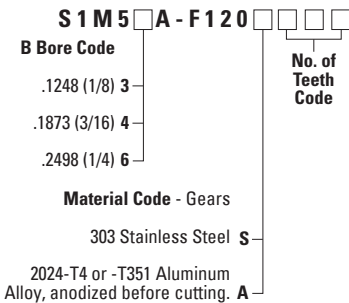 S1M5□A-F120□□□□
B Bore Code
No. of
Teeth
Code
.1248 (1/8) 3
.1873 (3/16) 4
.2498 (1/4) 6
Material Code - Gears
303 Stainless Steel S
2024-T4 or -T351 Aluminum
Alloy, anodized before cutting. A